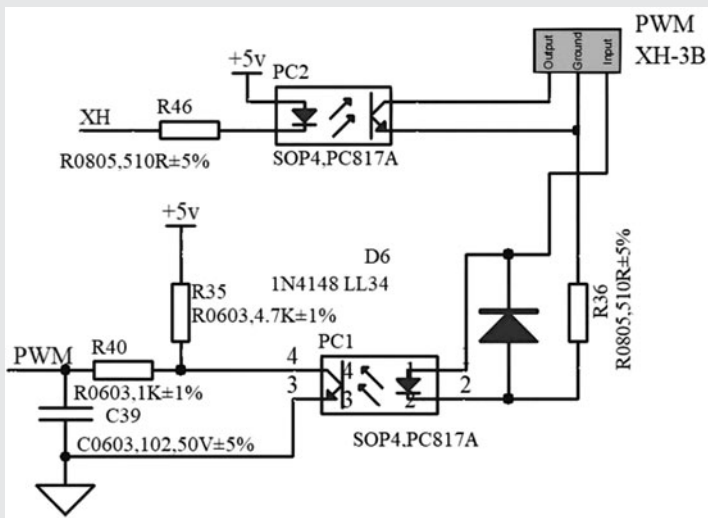 PWM
XH-3B
Output
Ground
Input
+5v
PC2
XH
R46
R0805,510R±5%
SOP4,PC817A
+5v
D6
1N4148 LL34
R35
R0603,4.7K±1%
R36
R0805,510R±5%
PC1
PWM
R40
4
4
1
1
3
3
2
2
R0603,1K±1%
C39
SOP4,PC817A
C0603,102,50V±5%